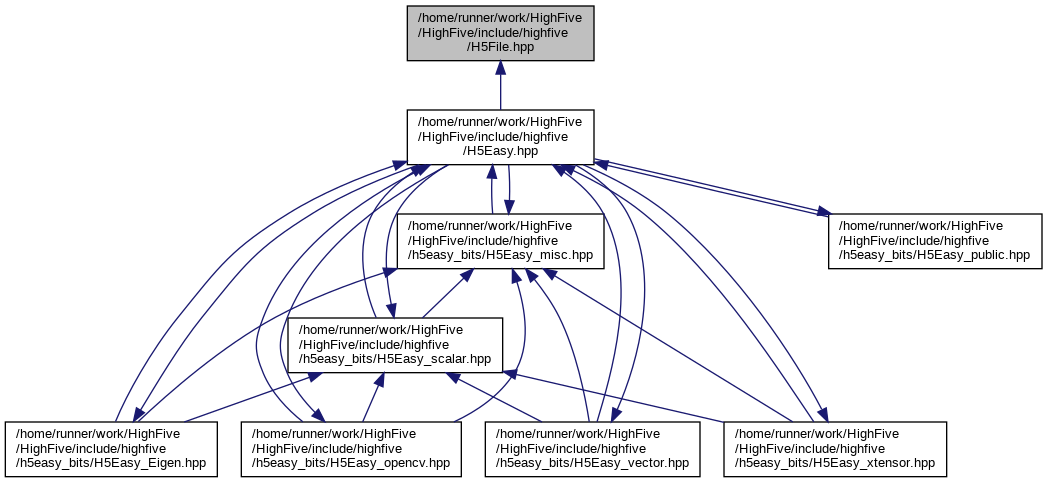 /home/runner/work/HighFive
/HighFive/include/highfive
/H5File.hpp
/home/runner/work/HighFive
/HighFive/include/highfive
/H5Easy.hpp
/home/runner/work/HighFive
/HighFive/include/highfive
/h5easy_bits/H5Easy_misc.hpp
/home/runner/work/HighFive
/HighFive/include/highfive
/h5easy_bits/H5Easy_public.hpp
/home/runner/work/HighFive
/HighFive/include/highfive
/h5easy_bits/H5Easy_scalar.hpp
/home/runner/work/HighFive
/HighFive/include/highfive
/h5easy_bits/H5Easy_Eigen.hpp
/home/runner/work/HighFive
/HighFive/include/highfive
/h5easy_bits/H5Easy_opencv.hpp
/home/runner/work/HighFive
/HighFive/include/highfive
/h5easy_bits/H5Easy_vector.hpp
/home/runner/work/HighFive
/HighFive/include/highfive
/h5easy_bits/H5Easy_xtensor.hpp